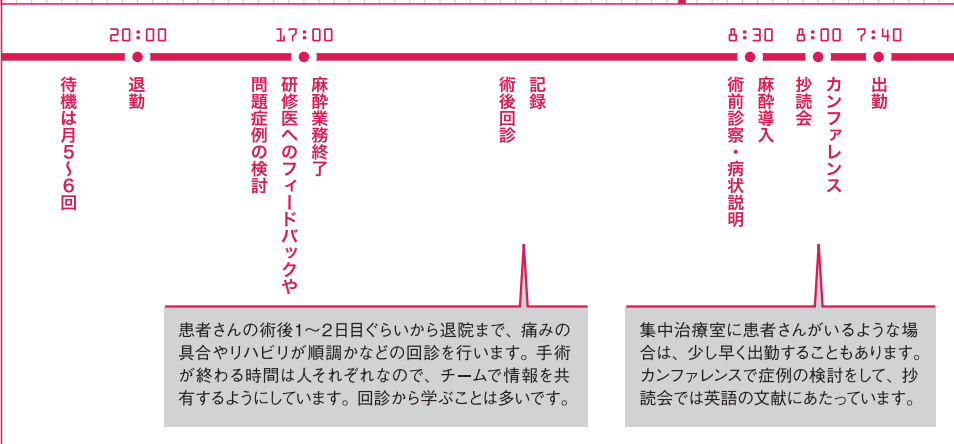 7:40
出勤
8:00
カンファレンス
抄読会
8:30
麻酔導入
術前診察・病状説明
記録
術後回診
17:00
麻酔業務終了
研修医へのフィードバックや
問題症例の検討
20:00
退勤
待機は月5〜6回
集中治療室に患者さんがいるような場
合は、少し早く出勤することもあります。
カンファレンスで症例の検討をして、抄
読会では英語の文献にあたっています。
患者さんの術後1〜2日目ぐらいから退院まで、痛みの
具合やリハビリが順調かなどの回診を行います。手術
が終わる時間は人それぞれなので、チームで情報を共
有するようにしています。回診から学ぶことは多いです。